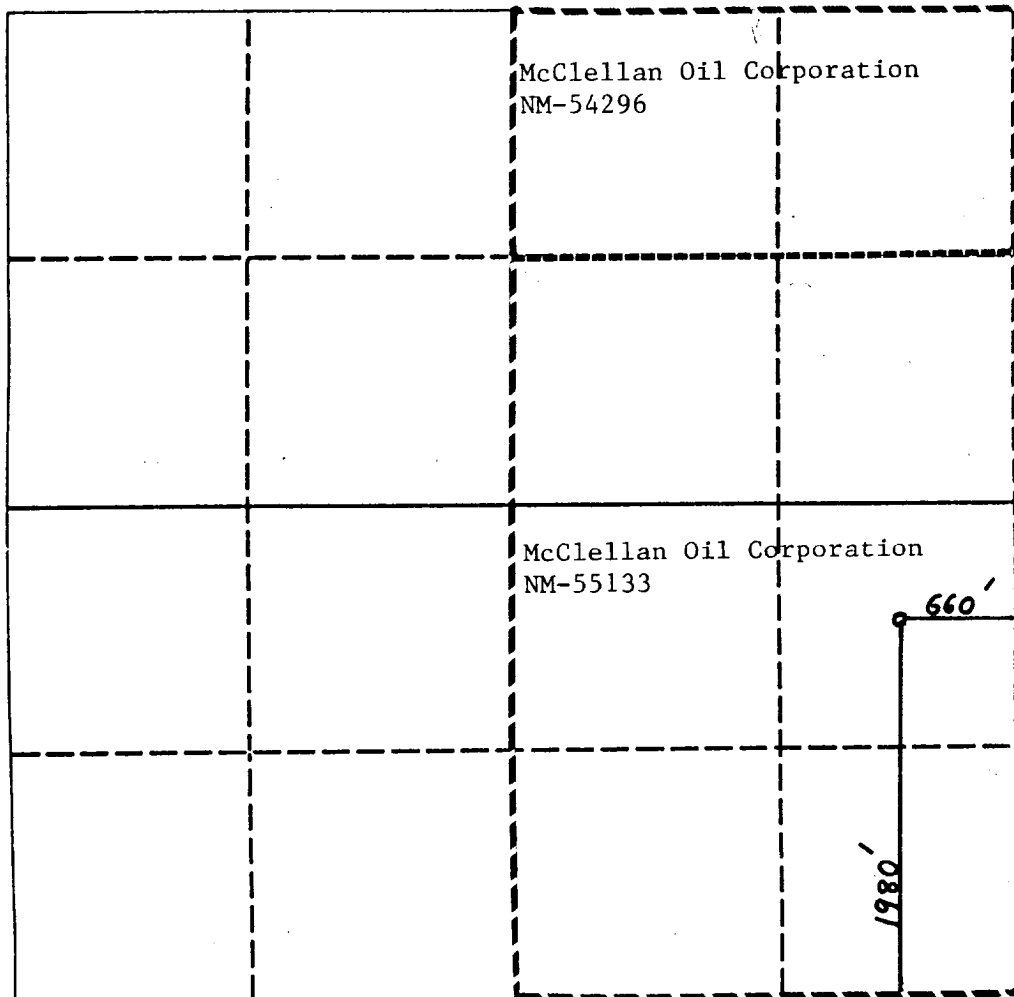 McClellan Oil Corporation
NM-54296
McClellan Oil Corporation
NM-55133
660'
1980'